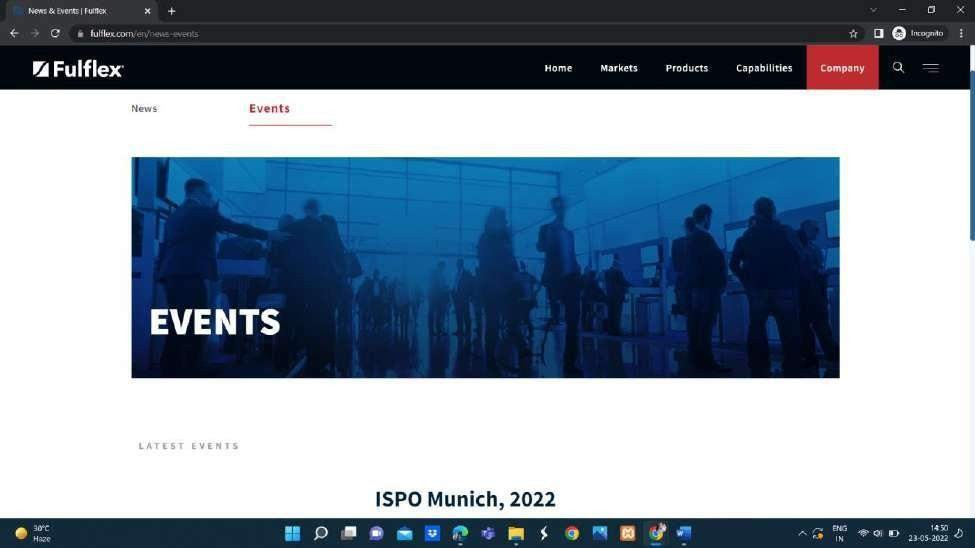 News & Events | Fulflex
fulflex.com/en/news-events
Incognito
Fulflex
Home
Markets
Products
Capabilities
Company
News
Events
EVENTS
LATEST EVENTS
ISPO Munich, 2022
30°C
Haze
ENG
IN
14:50
23-05-2022